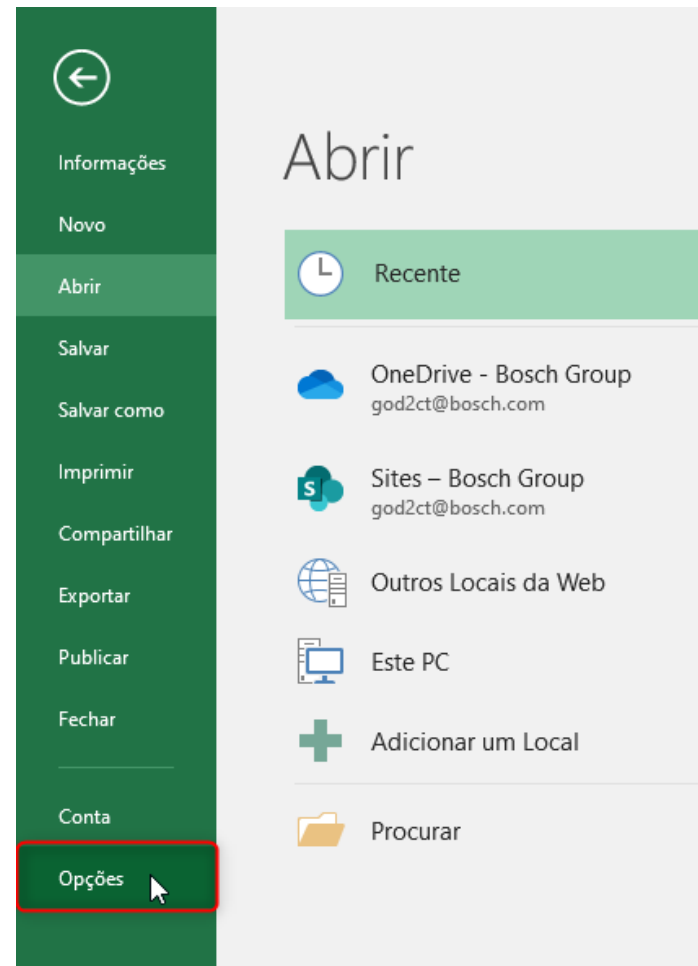 Informações
Novo
Abrir
Salvar
Salvar como
Imprimir
Compartilhar
Exportar
Publicar
Fechar
Conta
Opções
Abrir
Recente
OneDrive - Bosch Group
god2ct@bosch.com
S
Sites – Bosch Group
god2ct@bosch.com
Outros Locais da Web
Este PC
Adicionar um Local
Procurar